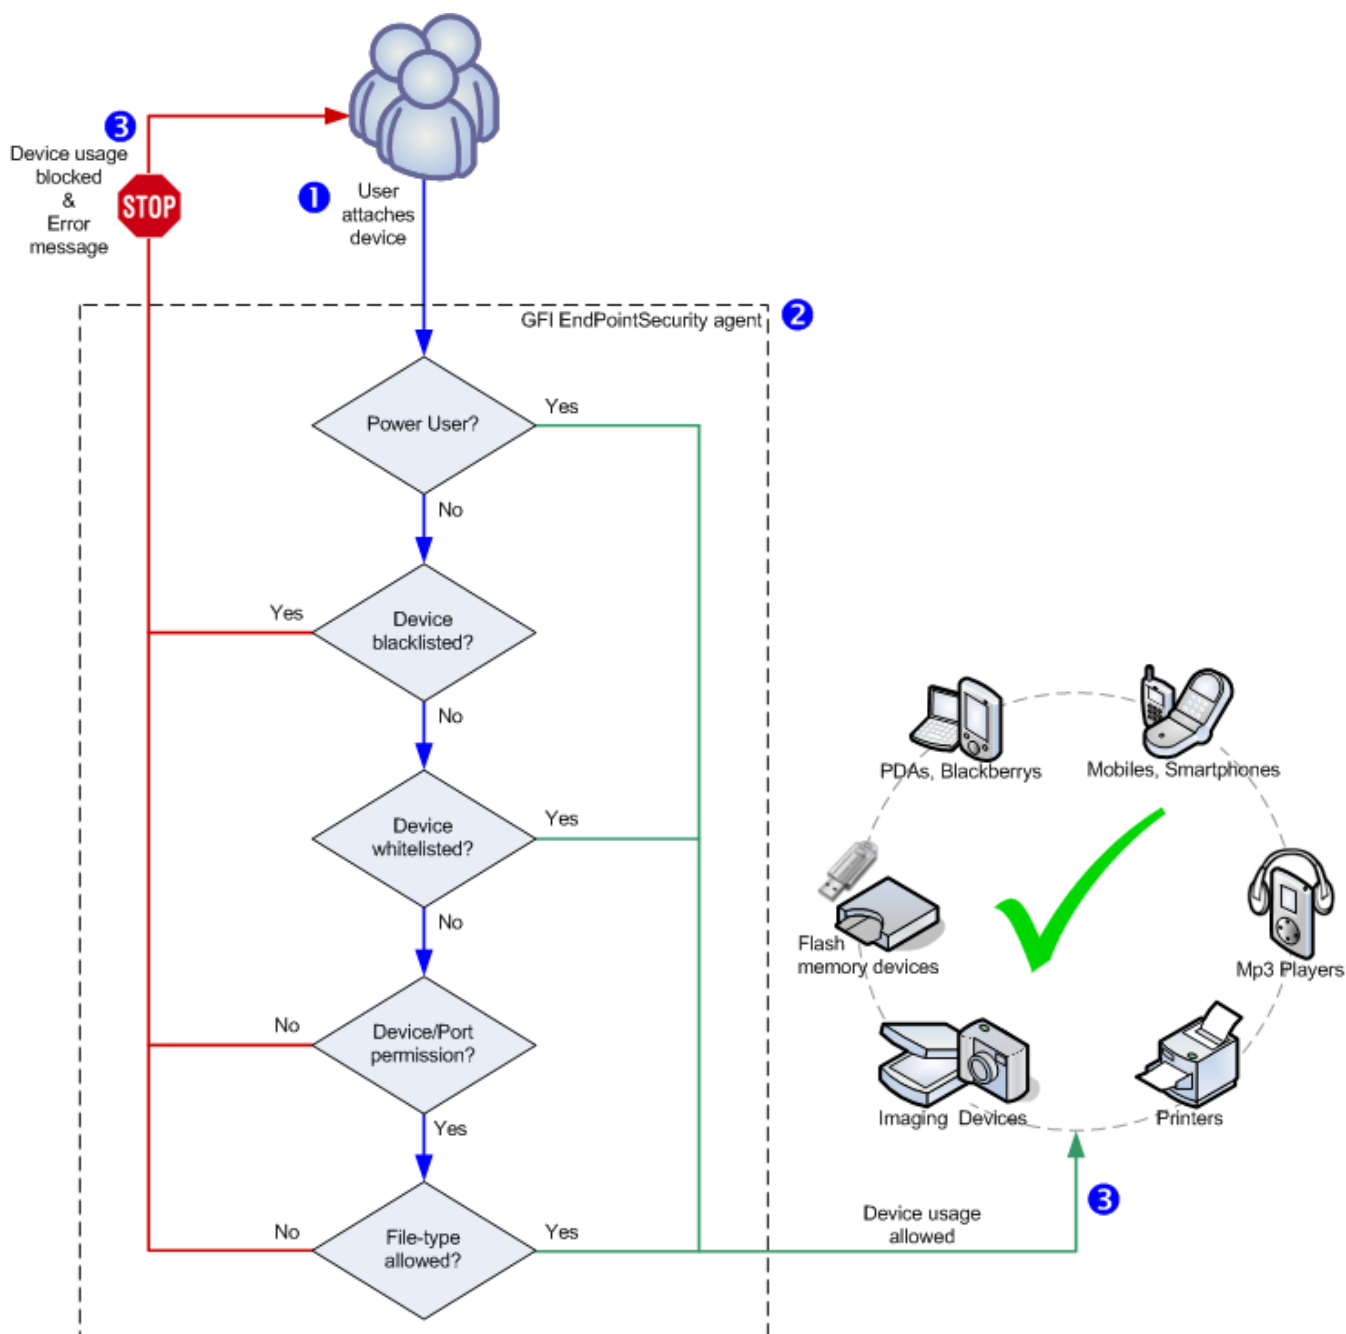 3
Device usage
blocked
&
Error
message
STOP
1
User
attaches
device
GFI EndPointSecurity agent
2
Power User?
Yes
No
Device
blacklisted?
Yes
No
Device
whitelisted?
Yes
No
Device/Port
permission?
No
Yes
File-type
allowed?
No
Yes
Device usage
allowed
3
PDAs, Blackberrys
Mobiles, Smartphones
Flash
memory devices
Mp3 Players
Imaging Devices
Printers